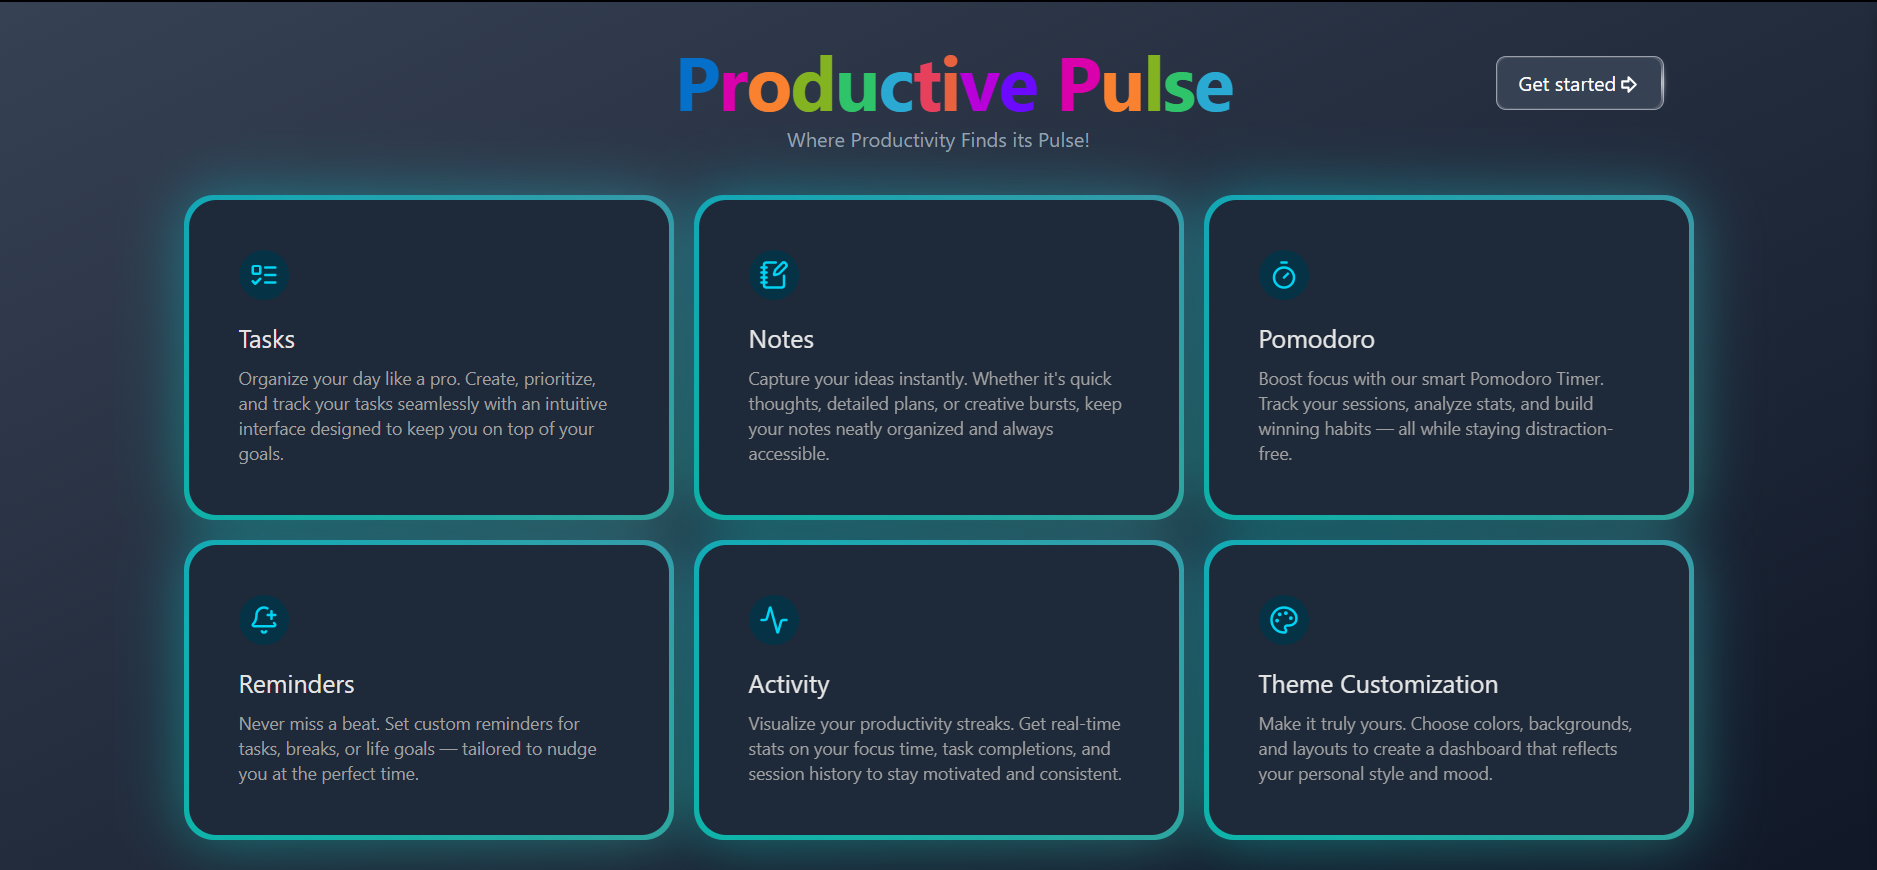 Productive Pulse
Get started
Where Productivity Finds its Pulse!
Tasks
Organize your day like a pro. Create, prioritize,
and track your tasks seamlessly with an intuitive
interface designed to keep you on top of your
goals.
Notes
Capture your ideas instantly. Whether it's quick
thoughts, detailed plans, or creative bursts, keep
your notes neatly organized and always
accessible.
Pomodoro
Boost focus with our smart Pomodoro Timer.
Track your sessions, analyze stats, and build
winning habits — all while staying distraction-
free.
Reminders
Never miss a beat. Set custom reminders for
tasks, breaks, or life goals — tailored to nudge
you at the perfect time.
Activity
Visualize your productivity streaks. Get real-time
stats on your focus time, task completions, and
session history to stay motivated and consistent.
Theme Customization
Make it truly yours. Choose colors, backgrounds,
and layouts to create a dashboard that reflects
your personal style and mood.